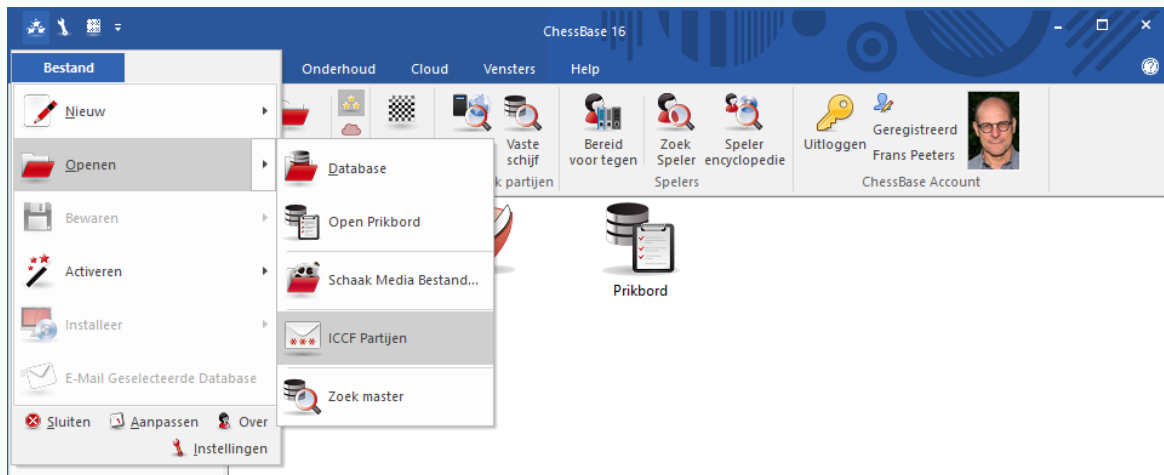 ChessBase 16
Bestand
Onderhoud
Cloud
Vensters
Help
Nieuw
Openen
Bewaren
Activeren
Installeer
E-Mail Geselecteerde Database
Sluiten
Aanpassen
Over
Instellingen
Database
Open Prikbord
Schaak Media Bestand...
ICCF Partijen
Zoek master
Vaste
schijf
k partijen
Bereid
voor tegen
Zoek
Speler
Speler
encyclopedie
Spelers
Uitloggen
Geregistreerd
Frans Peeters
ChessBase Account
Prikbord